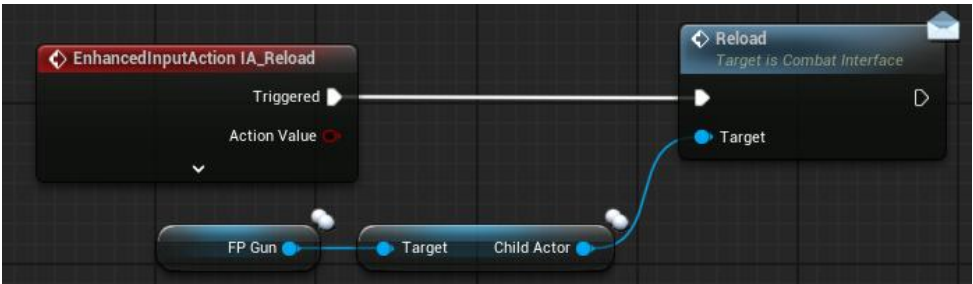 EnhancedInputAction IA_Reload
Triggered
Action Value
Reload
Target is Combat Interface
Target
FP Gun
Target Child Actor